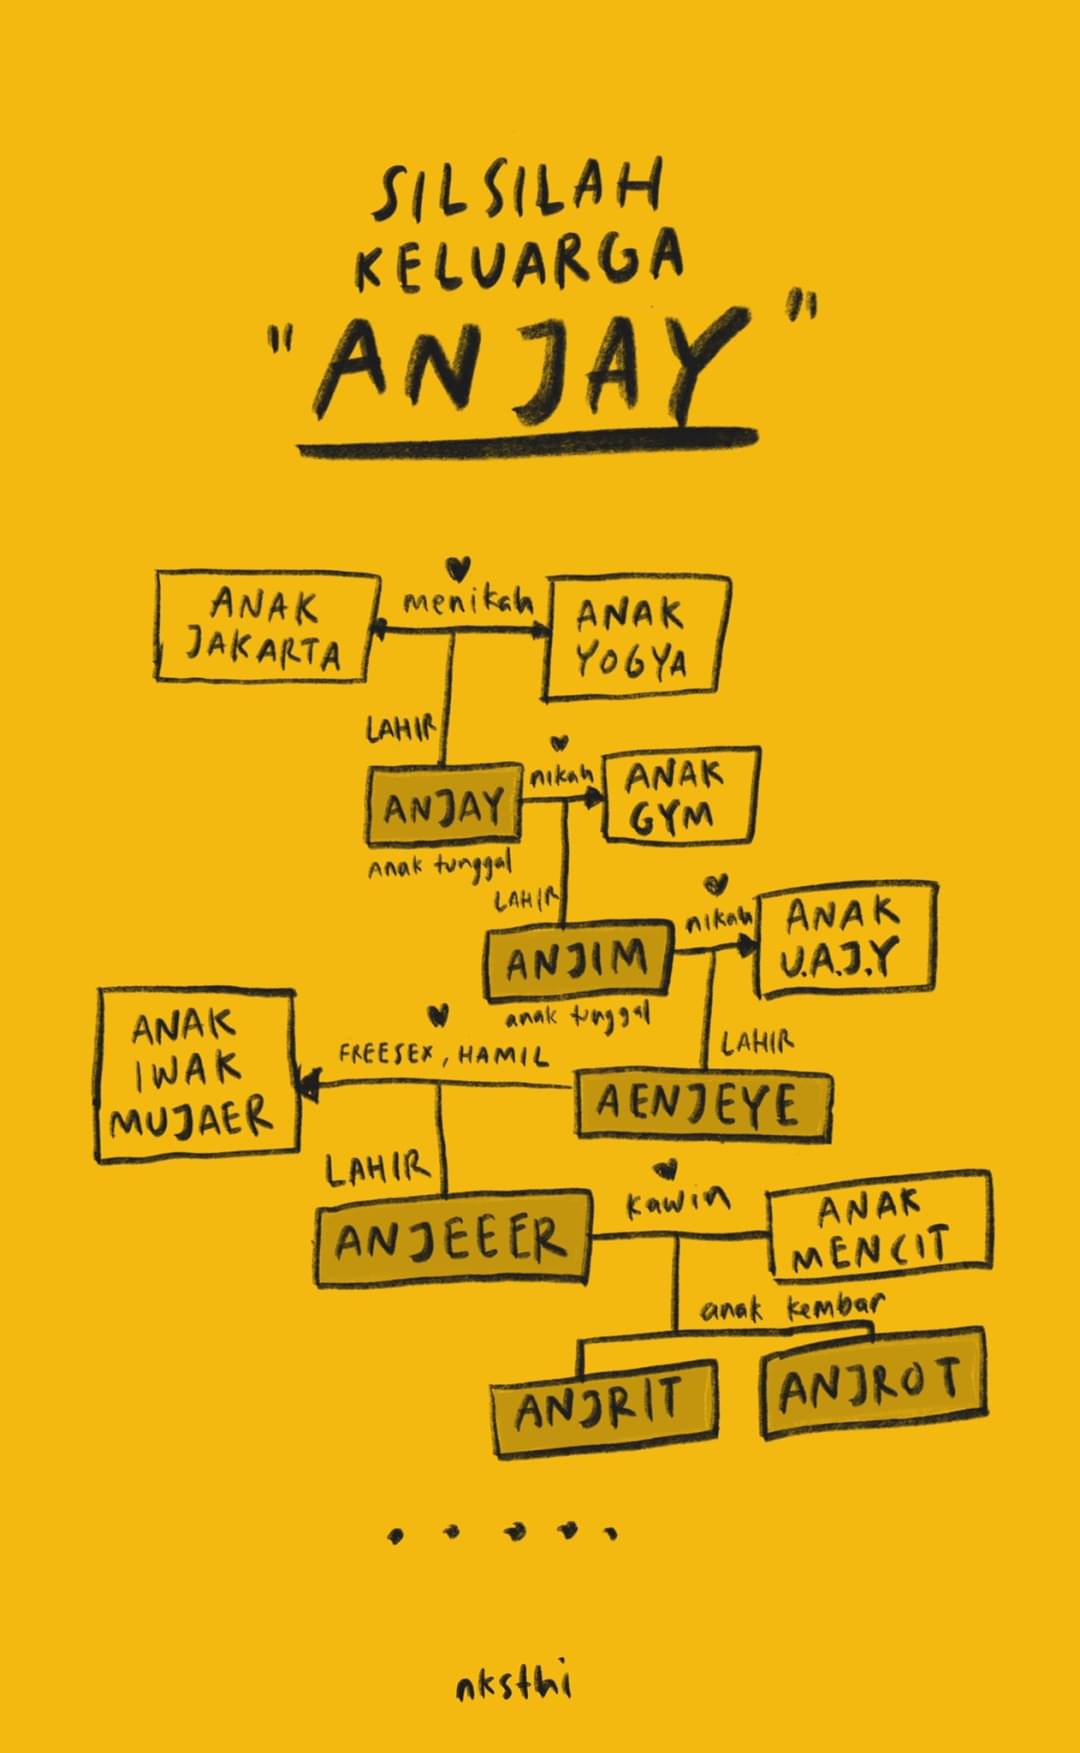 SILSILAH
KELUARGA
"ANJAY"
ANAK
JAKARTA
menikah
ANAK
YOGYA
LAHIR
ANJAY
anak tunggal
nikah
ANAK
GYM
LAHIR
ANJIM
anak tunggal
nikah
ANAK
U.A.J.Y
LAHIR
AENJEYE
FREESEX, HAMIL
ANAK
IWAK
MUJAER
LAHIR
ANJEEER
kawin
ANAK
MENCIT
anak kembar
ANJRIT
ANJROT
.....
nksthi